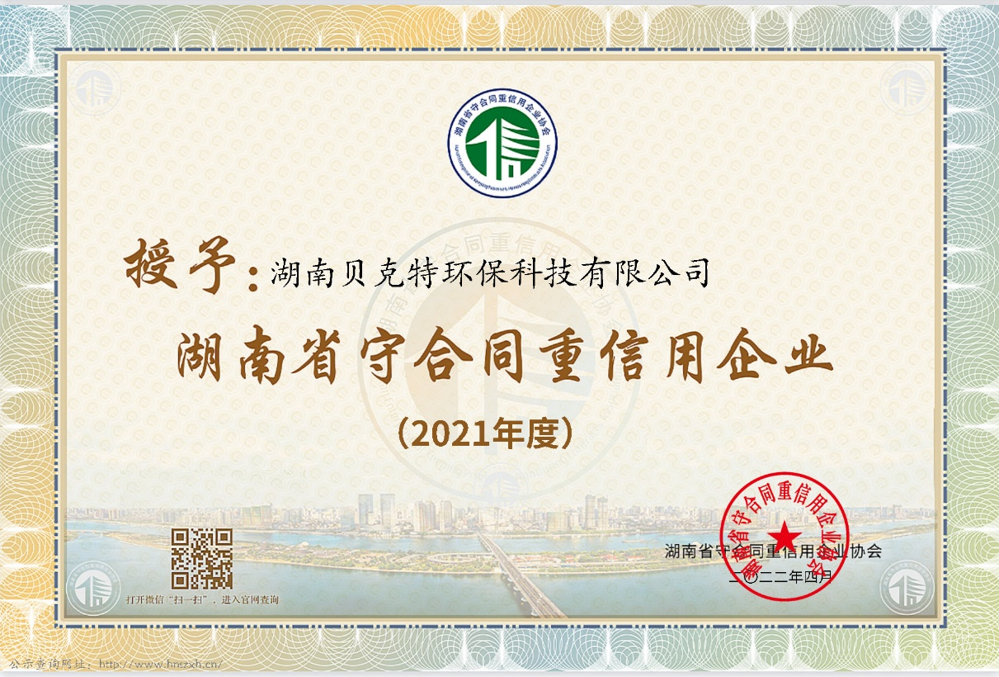 湖南省守合同重信用企业协会
授予：湖南贝克特环保科技有限公司
湖南省守合同重信用企业
（2021年度）
湖南省守合同重信用企业协会
二〇二二年四月
湖南省守合同重信用企业协会
打开微信“扫一扫”，进入官网查询
公示查询网址：http://www.hnszxh.cn/